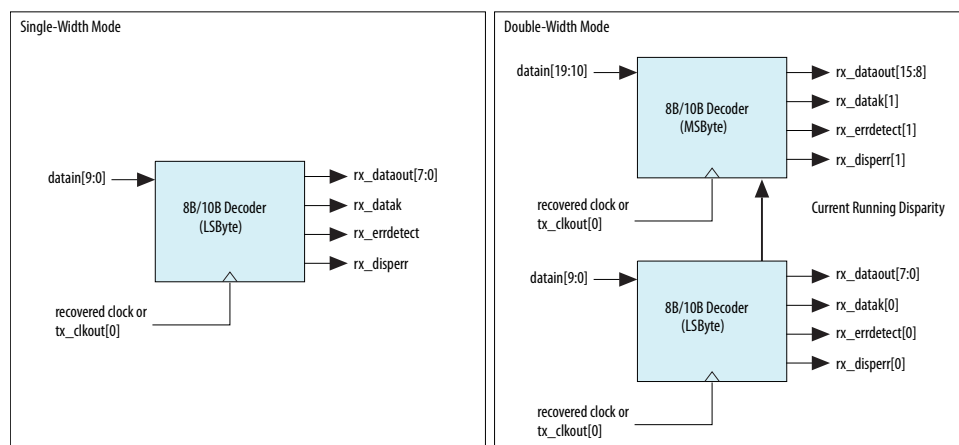 Single-Width Mode
datain[9:0]
8B/10B Decoder
(LSByte)
rx_dataout[7:0]
rx_datak
rx_errdetect
rx_disperr
recovered clock or
tx_clkout[0]
Double-Width Mode
datain[19:10]
8B/10B Decoder
(MSByte)
rx_dataout[15:8]
rx_datak[1]
rx_errdetect[1]
rx_disperr[1]
recovered clock or
tx_clkout[0]
Current Running Disparity
datain[9:0]
8B/10B Decoder
(LSByte)
rx_dataout[7:0]
rx_datak[0]
rx_errdetect[0]
rx_disperr[0]
recovered clock or
tx_clkout[0]